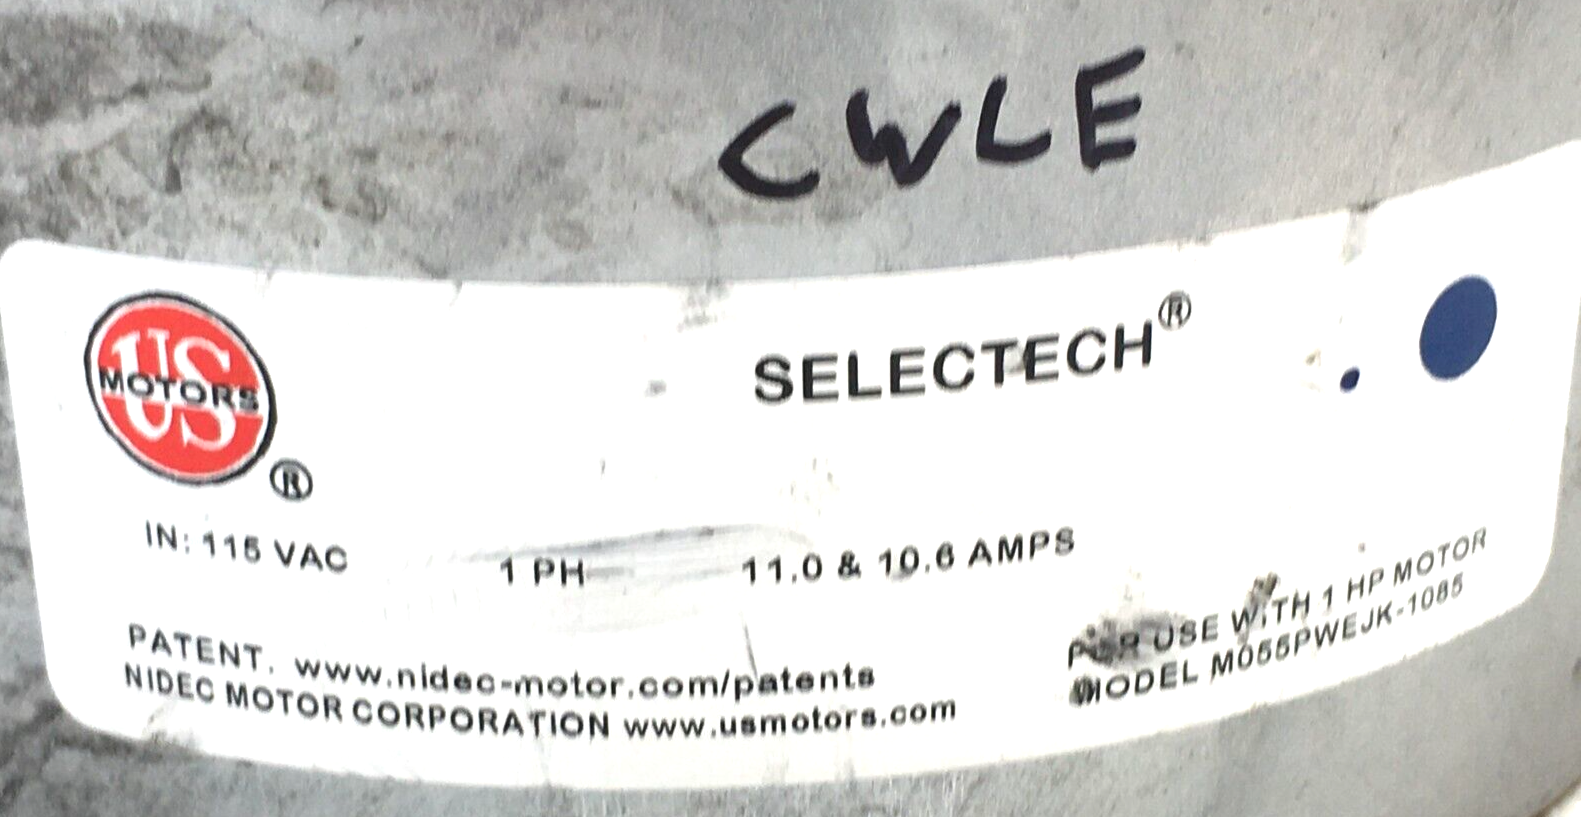 CWLE
US
MOTORS
®
SELECTECH®
IN: 115 VAC 1 PH 11.0 & 10.6 AMPS
PATENT. www.nidec-motor.com/patents
NIDEC MOTOR CORPORATION www.usmotors.com
FOR USE WITH 1 HP MOTOR
MODEL M055PWEJK-1085